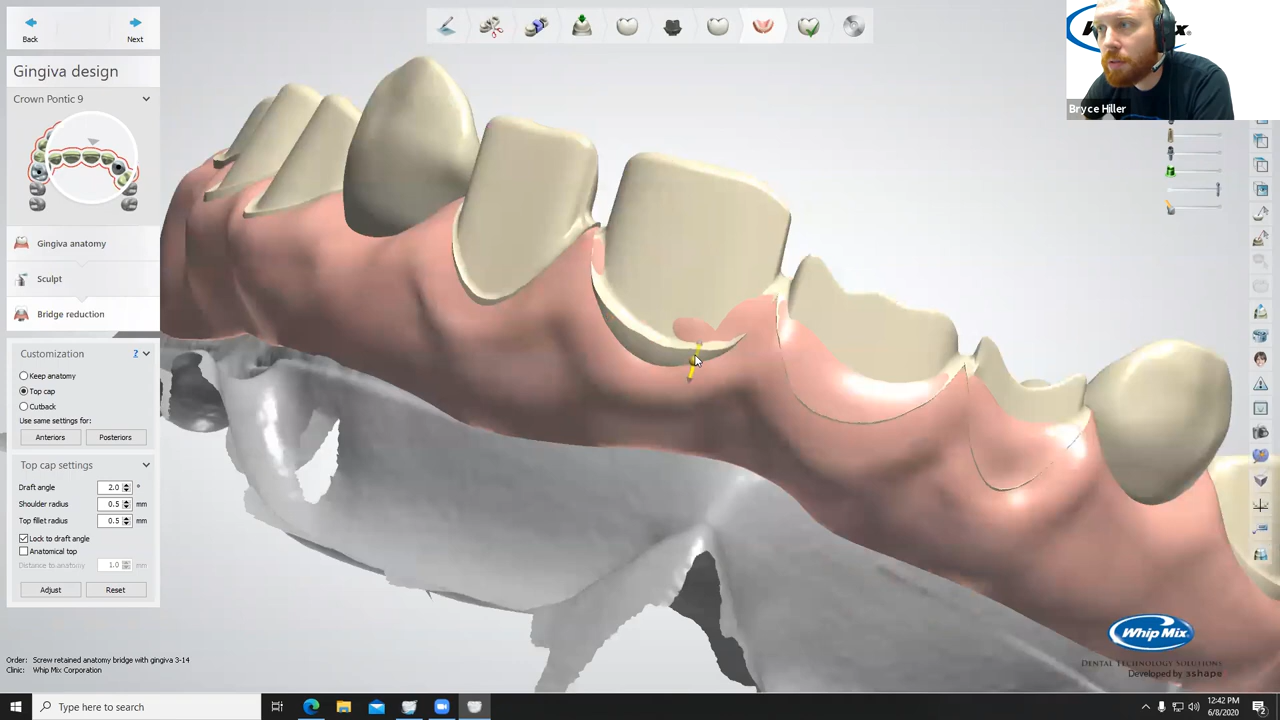 Back
Next
Gingiva design
Crown Pontic 9
Gingiva anatomy
Sculpt
Bridge reduction
Customization
?
Keep anatomy
Top cap
Cutback
Use same settings for:
Anteriors
Posteriors
Top cap settings
Draft angle 2.0 °
Shoulder radius 0.5 mm
Top fillet radius 0.5 mm
Lock to draft angle
Anatomical top
Distance to anatomy 1.0 mm
Adjust
Reset
Order: Screw retained anatomy bridge with gingiva 3-14
Clinic: Whip Mix Corporation
Bryce Hiller
Whip Mix
DENTAL TECHNOLOGY SOLUTIONS
Developed by 3shape
Type here to search
12:42 PM
6/8/2020
2